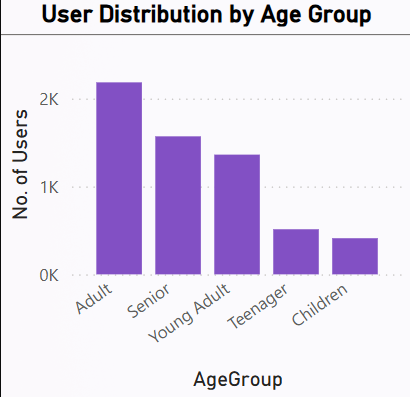 User Distribution by Age Group
No. of Users
2K
1K
0K
Adult
Senior
Young Adult
Teenager
Children
AgeGroup